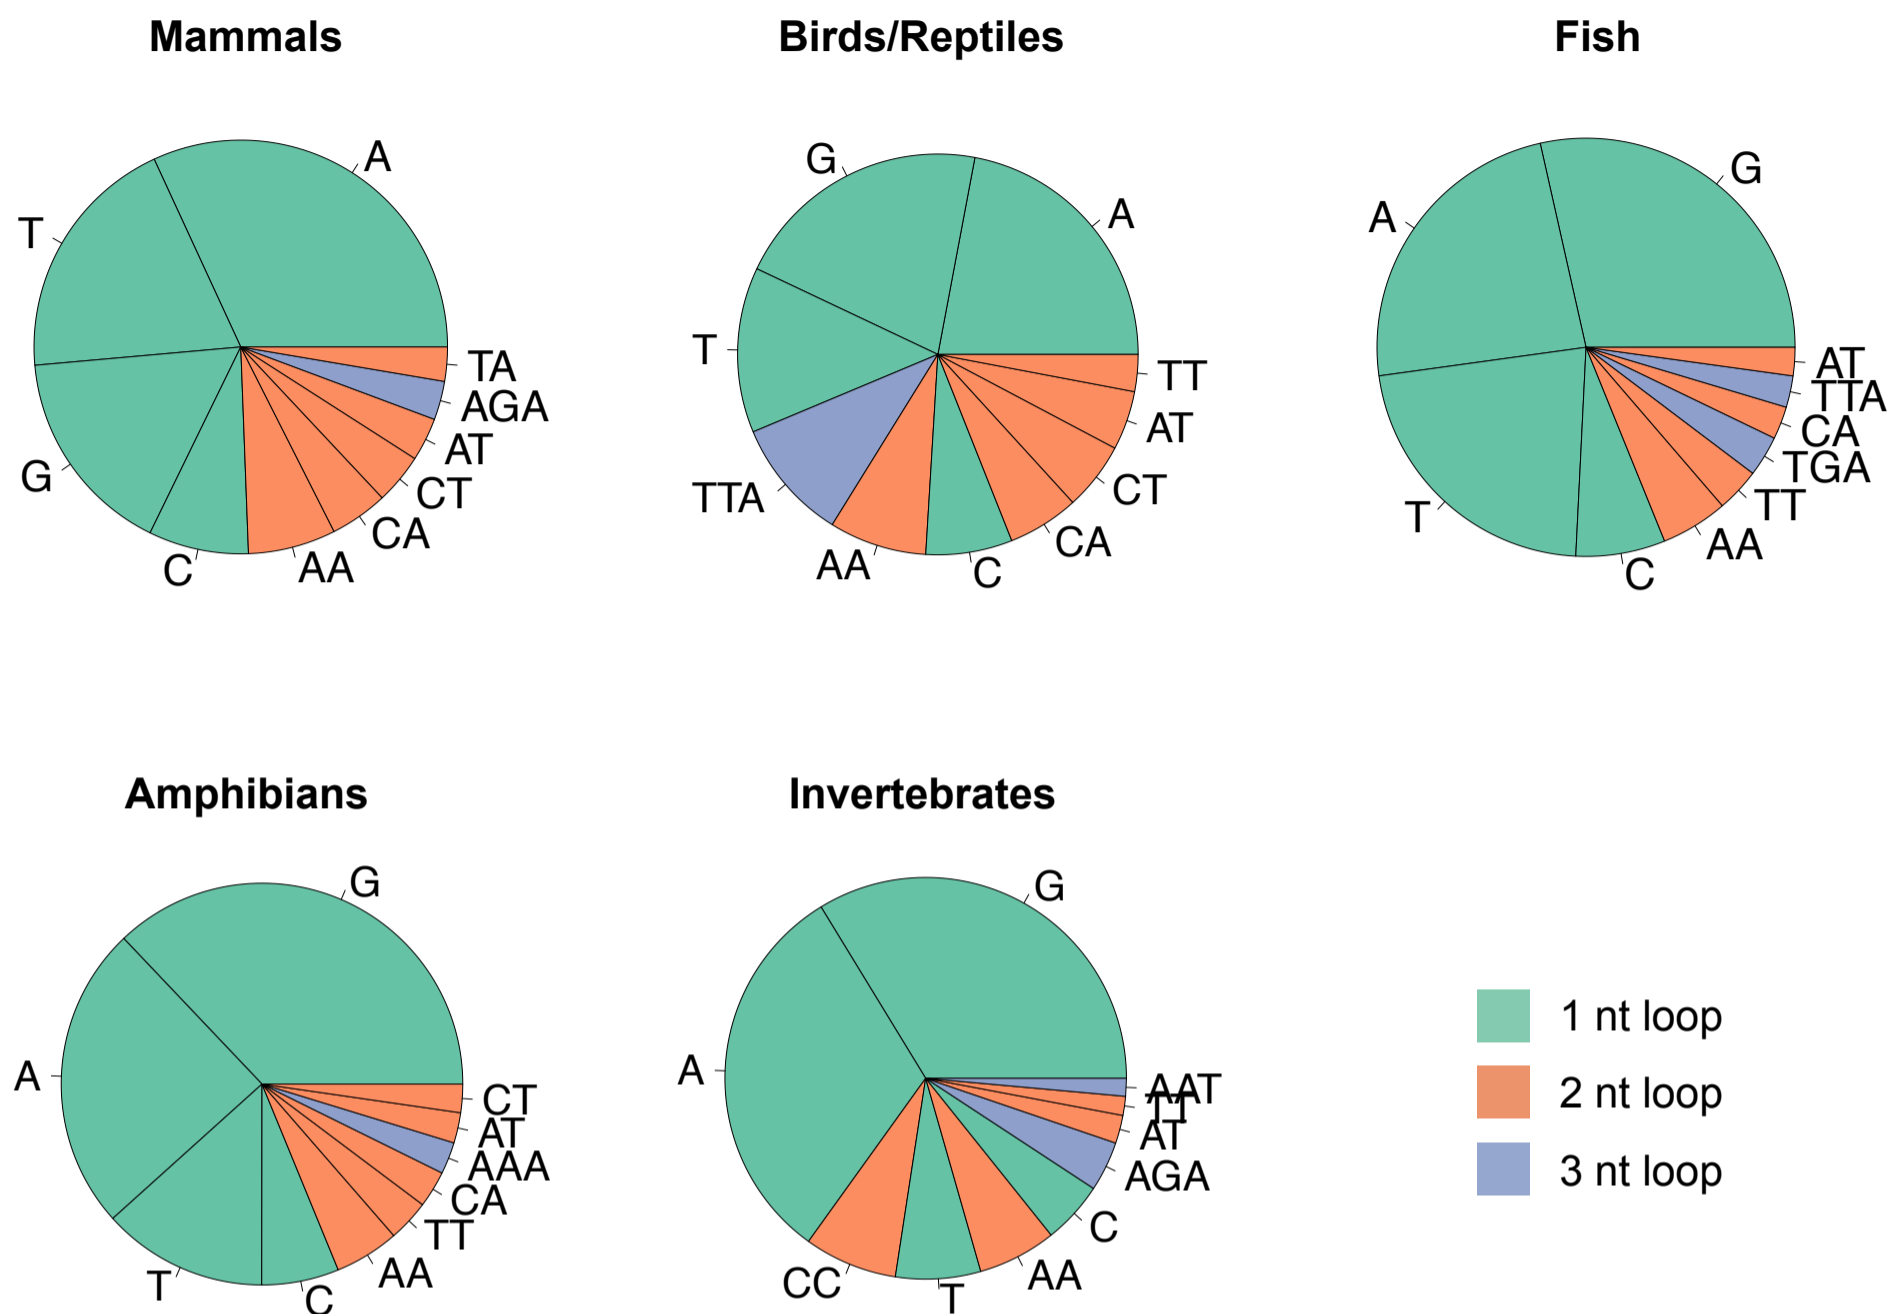 Mammals
A
T
G
C
AA
CA
CT
AT
AGA
TA
Birds/Reptiles
A
G
T
TTA
AA
C
CA
CT
AT
TT
Fish
G
A
T
C
AA
TT
TGA
CA
TTA
AT
Amphibians
G
A
T
C
AA
TT
CA
AAA
AT
CT
Invertebrates
G
A
CC
T
AA
C
AGA
AT
TT
AAT
1 nt loop
2 nt loop
3 nt loop